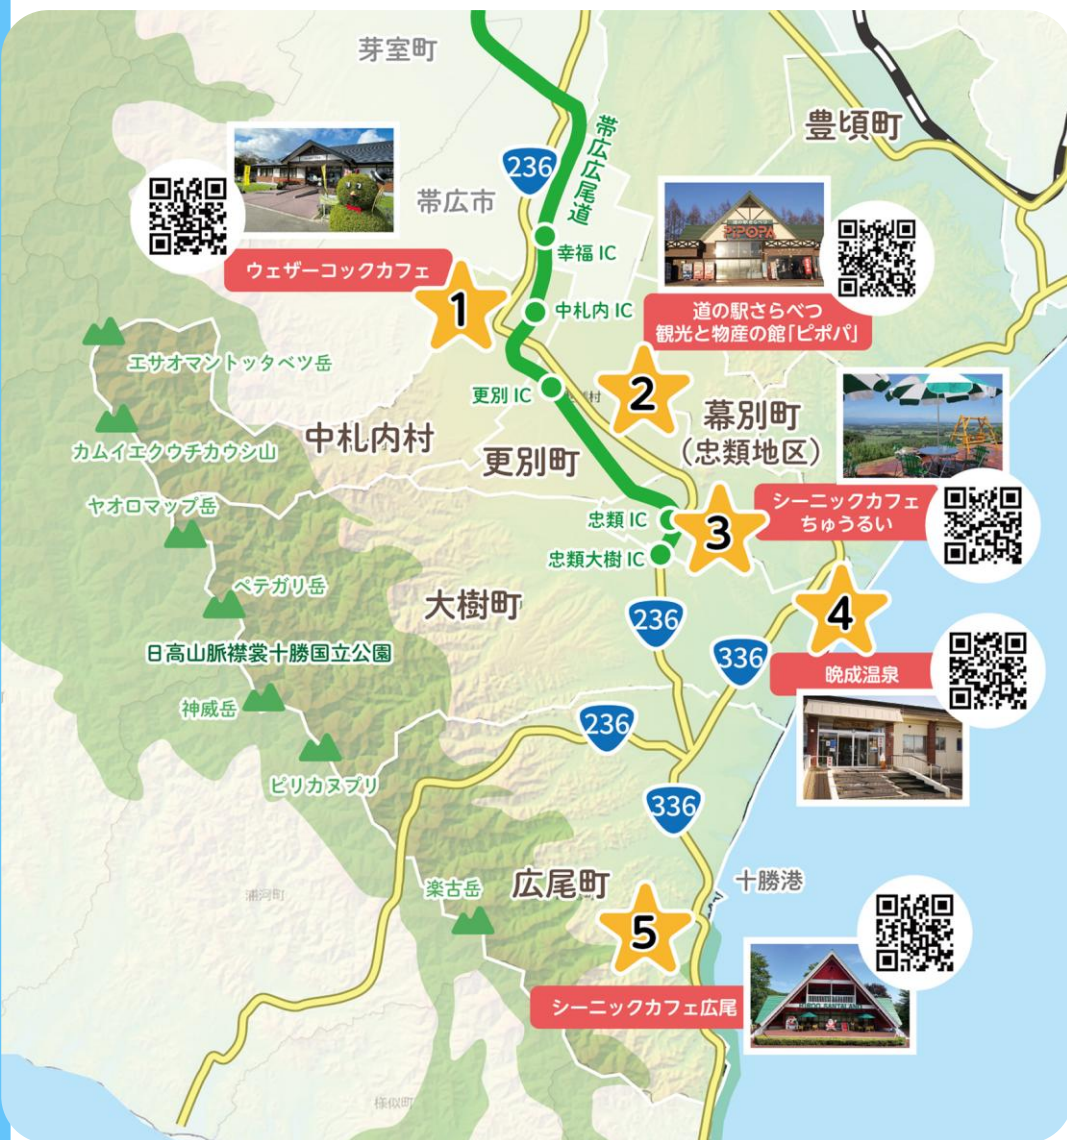 芽室町
豊頃町
帯広広尾道
236
帯広市
幸福 IC
PiPOPA
ウェザーコックカフェ
1
中札内 IC
道の駅さらべつ
観光と物産の館「ピポパ」
エサオマントッタベツ岳
更別 IC
2
村
幕別町
(忠類地区)
カムイエクウチカウシ山
中札内村
更別町
ヤオロマップ岳
忠類 IC
3
シーニックカフェ
ちゅうるい
忠類大樹 IC
ペテガリ岳
大樹町
236
4
日高山脈襟裳十勝国立公園
336
晩成温泉
神威岳
236
ピリカヌプリ
336
浦河町
楽古岳
広尾町
十勝港
5
シーニックカフェ広尾
HIROO SANTALAND
様似町